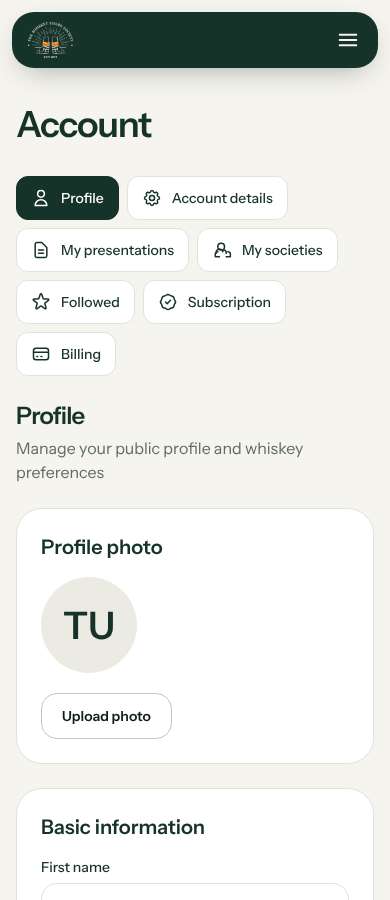 Account
Profile
Account details
My presentations
My societies
Followed
Subscription
Billing
Profile
Manage your public profile and whiskey
preferences
Profile photo
TU
Upload photo
Basic information
First name